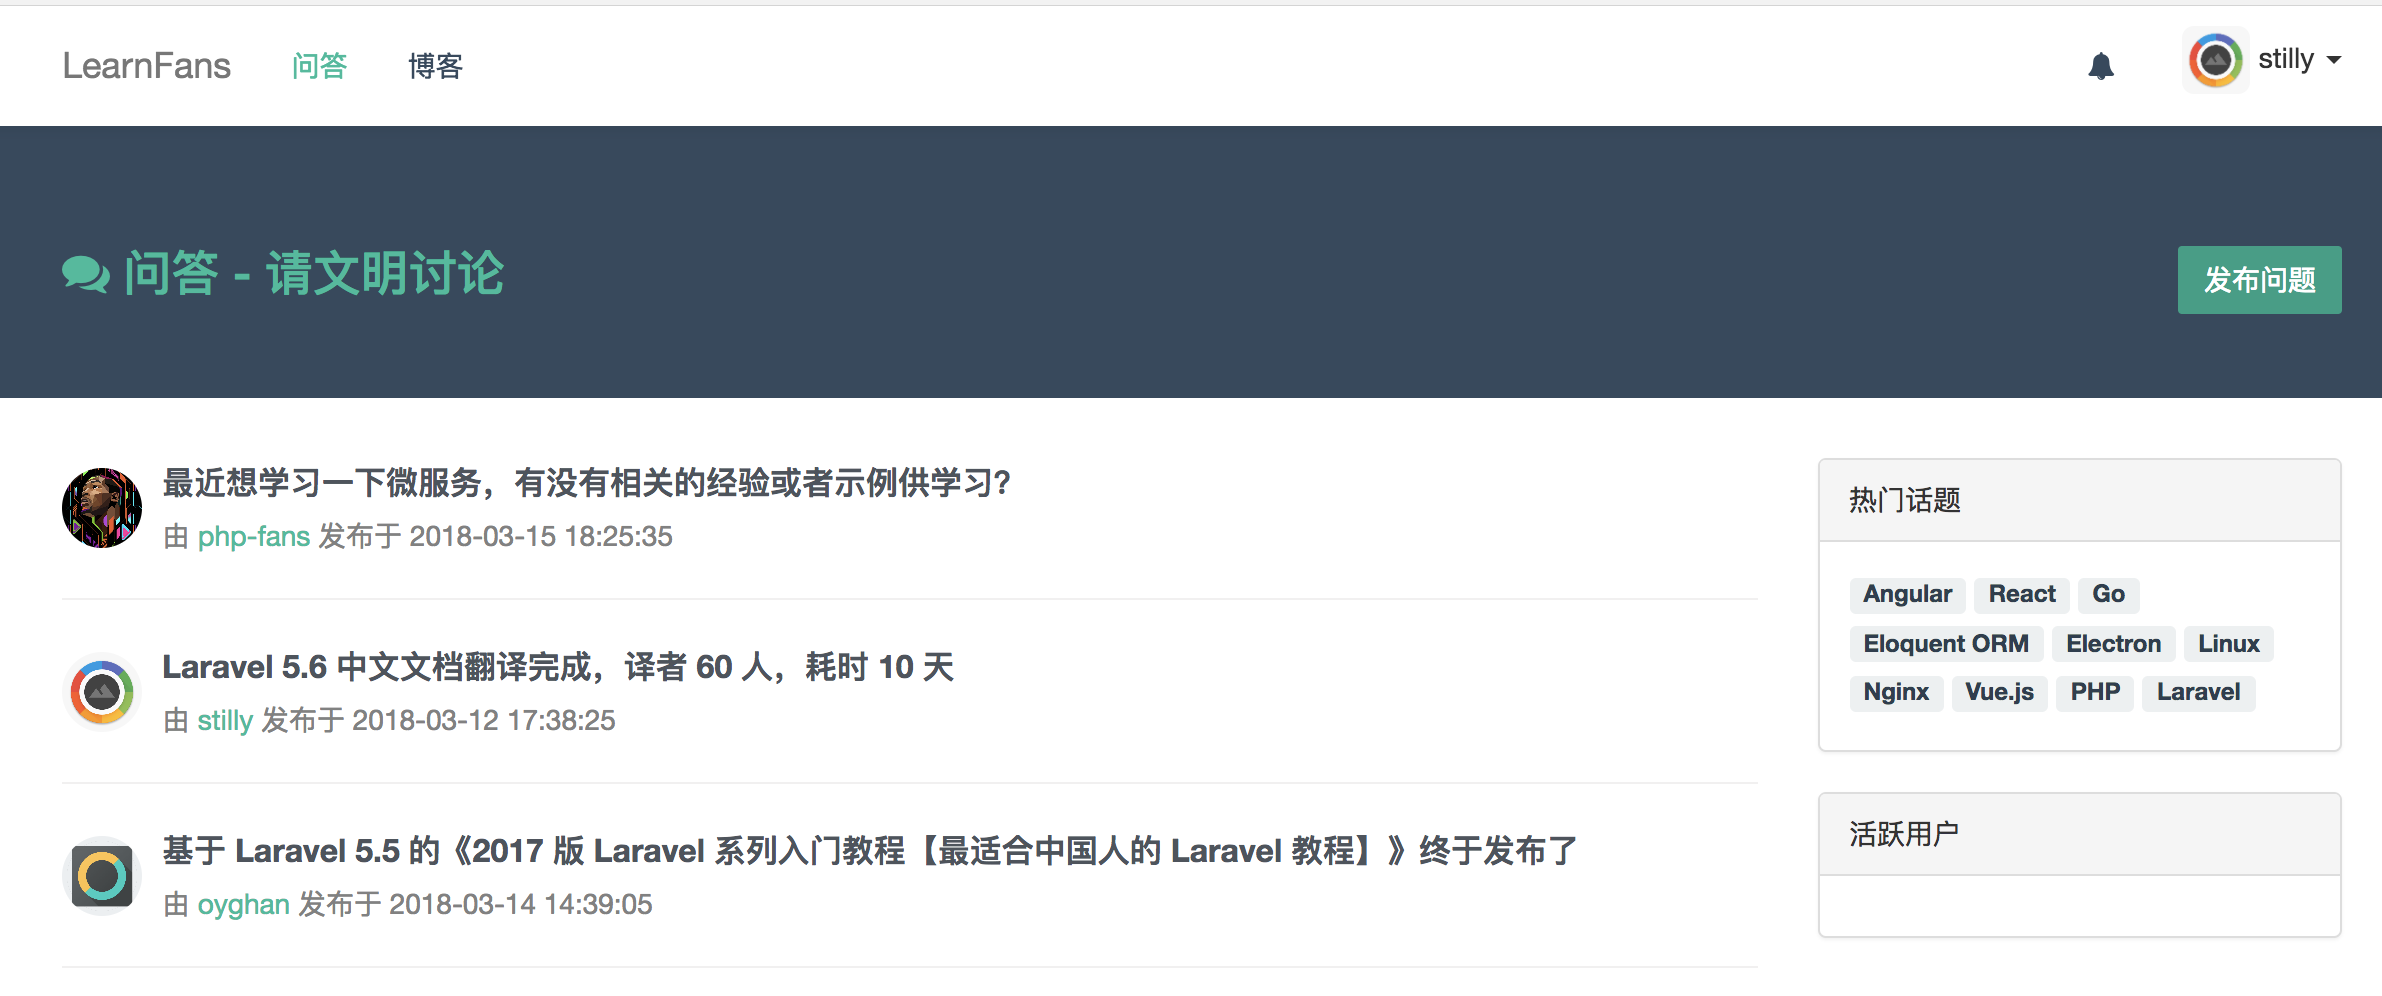 LearnFans 问答 博客 stilly
问答 - 请文明讨论 发布问题
最近想学习一下微服务，有没有相关的经验或者示例供学习？
由 php-fans 发布于 2018-03-15 18:25:35
Laravel 5.6 中文文档翻译完成，译者 60 人，耗时 10 天
由 stilly 发布于 2018-03-12 17:38:25
基于 Laravel 5.5 的《2017 版 Laravel 系列入门教程【最适合中国人的 Laravel 教程】》终于发布了
由 oyghan 发布于 2018-03-14 14:39:05
热门话题
Angular React Go
Eloquent ORM Electron Linux
Nginx Vue.js PHP Laravel
活跃用户